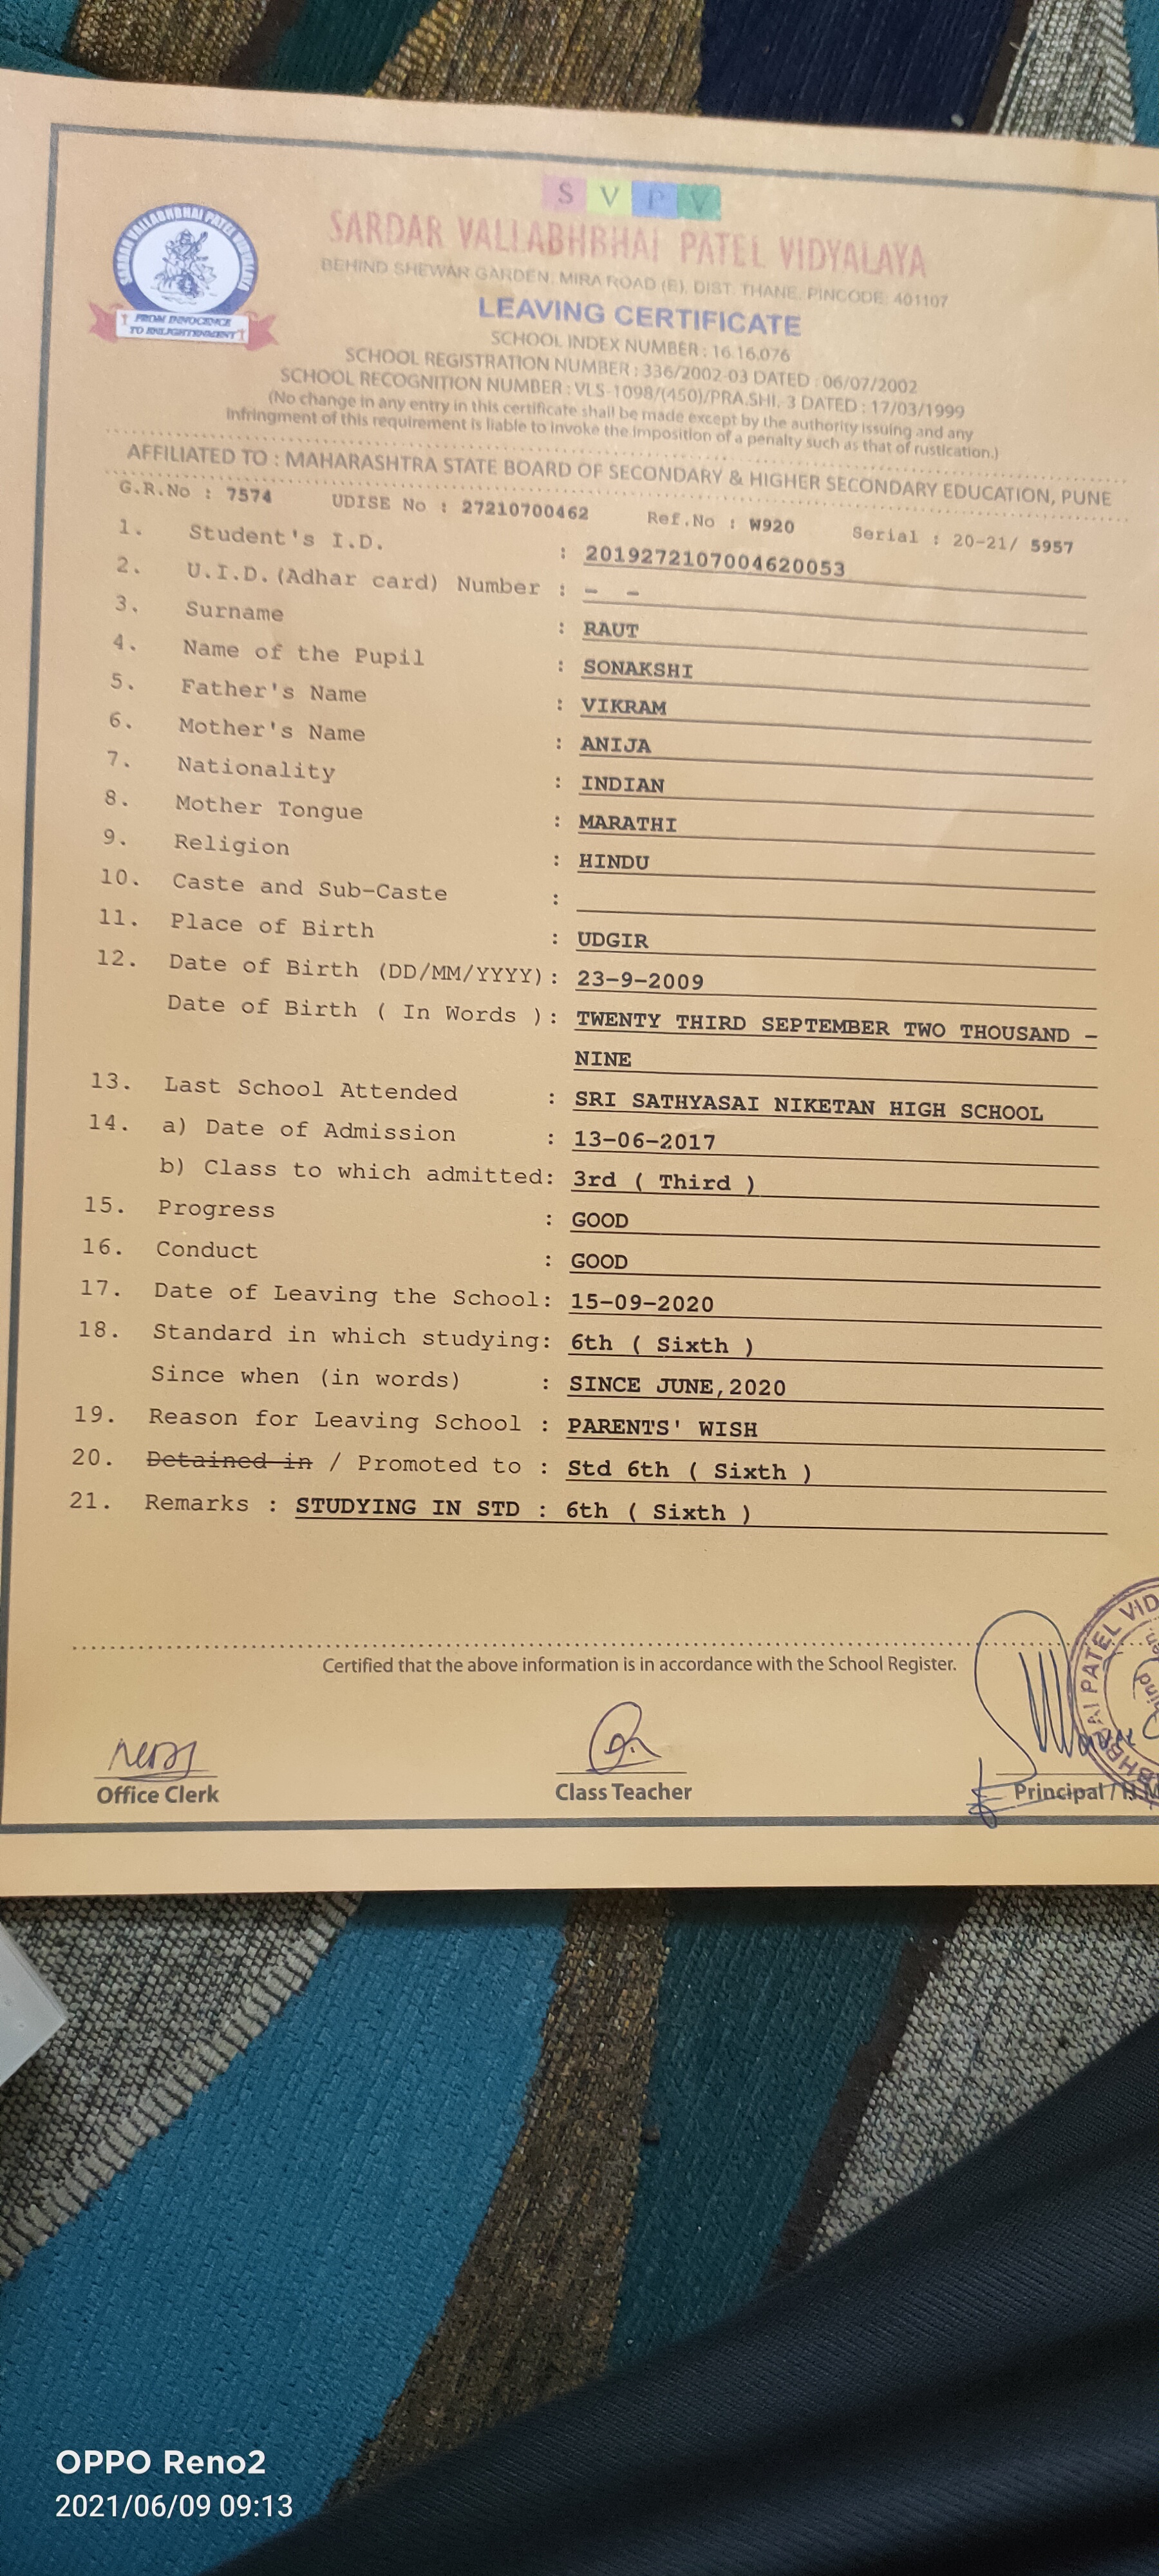 S V P V
SARDAR VALLABHBHAI PATEL VIDYALAYA
SARDAR VALLABHBHAI PATEL VIDYALAYA
FROM INNOCENCE
TO ENLIGHTENMENT
BEHIND SHEWAR GARDEN, MIRA ROAD (E), DIST. THANE, PINCODE: 401107
LEAVING CERTIFICATE
SCHOOL INDEX NUMBER : 16.16.076
SCHOOL REGISTRATION NUMBER : 336/2002-03 DATED : 06/07/2002
SCHOOL RECOGNITION NUMBER : VLS-1098/(450)/PRA.SHI. 3 DATED : 17/03/1999
(No change in any entry in this certificate shall be made except by the authority issuing and any
infringment of this requirement is liable to invoke the imposition of a penalty such as that of rustication.)
AFFILIATED TO : MAHARASHTRA STATE BOARD OF SECONDARY & HIGHER SECONDARY EDUCATION, PUNE
G.R.No : 7574 UDISE No : 27210700462 Ref.No : W920 Serial : 20-21/ 5957
1. Student's I.D. : 2019272107004620053
2. U.I.D.(Adhar card) Number : - -
3. Surname : RAUT
4. Name of the Pupil : SONAKSHI
5. Father's Name : VIKRAM
6. Mother's Name : ANIJA
7. Nationality : INDIAN
8. Mother Tongue : MARATHI
9. Religion : HINDU
10. Caste and Sub-Caste :
11. Place of Birth : UDGIR
12. Date of Birth (DD/MM/YYYY): 23-9-2009
Date of Birth ( In Words ): TWENTY THIRD SEPTEMBER TWO THOUSAND -
NINE
13. Last School Attended : SRI SATHYASAI NIKETAN HIGH SCHOOL
14. a) Date of Admission : 13-06-2017
b) Class to which admitted: 3rd ( Third )
15. Progress : GOOD
16. Conduct : GOOD
17. Date of Leaving the School: 15-09-2020
18. Standard in which studying: 6th ( Sixth )
Since when (in words) : SINCE JUNE,2020
19. Reason for Leaving School : PARENTS' WISH
20. Detained in / Promoted to : Std 6th ( Sixth )
21. Remarks : STUDYING IN STD : 6th ( Sixth )
Certified that the above information is in accordance with the School Register.
Office Clerk
Class Teacher
Principal / H.M
OPPO Reno2
2021/06/09 09:13